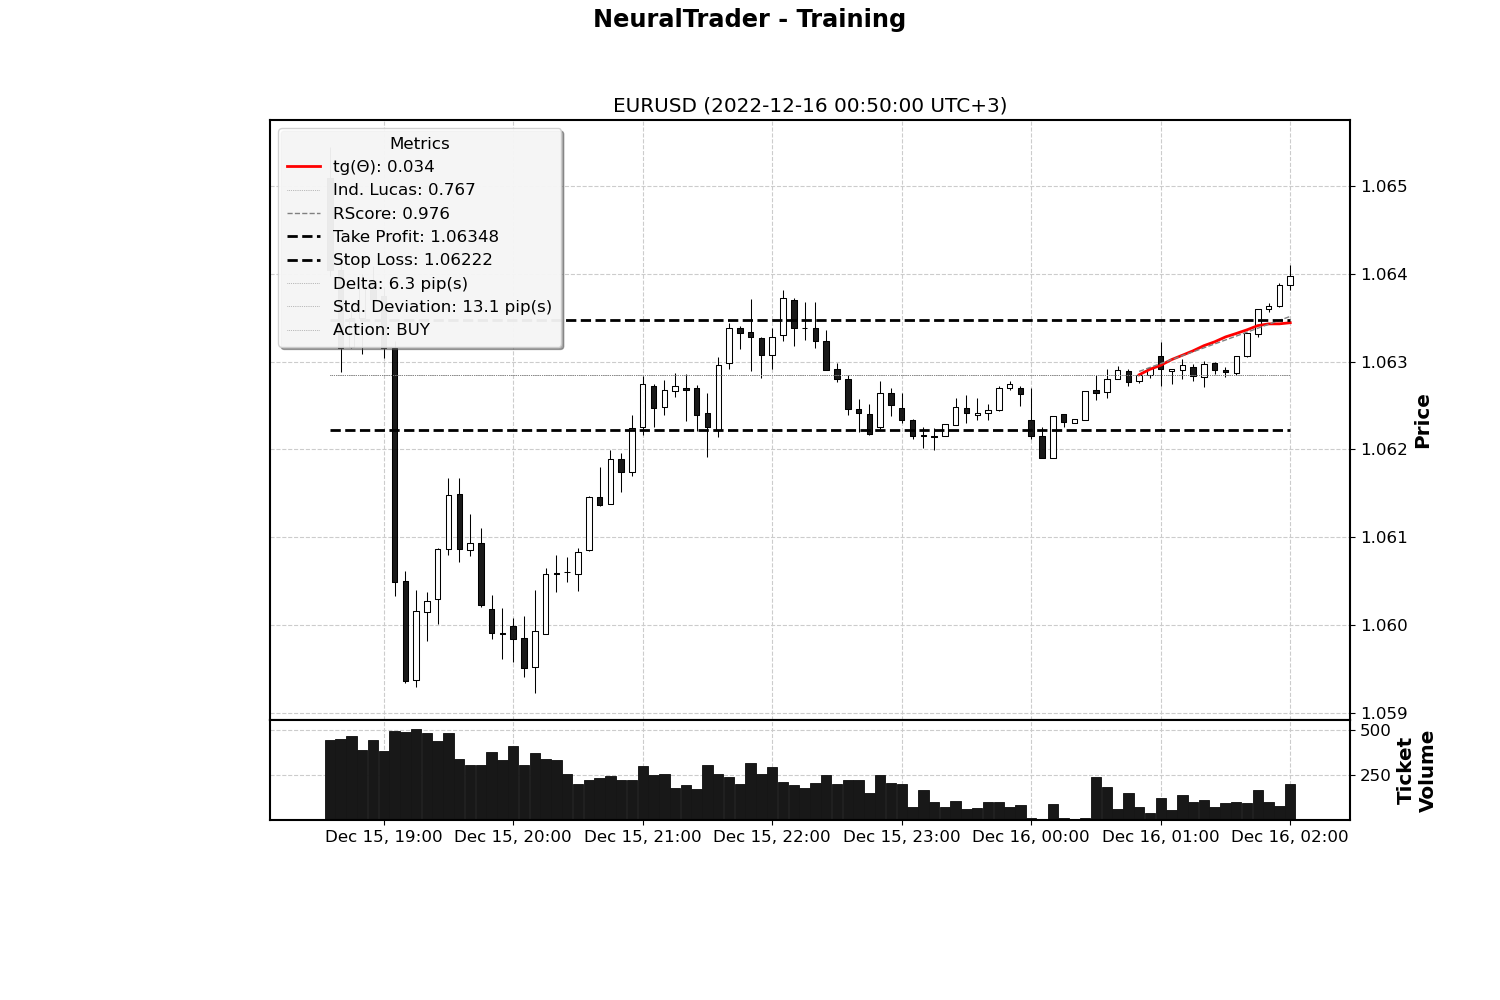 NeuralTrader - Training
EURUSD (2022-12-16 00:50:00 UTC+3)
Metrics
tg(Θ): 0.034
Ind. Lucas: 0.767
RScore: 0.976
Take Profit: 1.06348
Stop Loss: 1.06222
Delta: 6.3 pip(s)
Std. Deviation: 13.1 pip(s)
Action: BUY
1.065
1.064
1.063
1.062
1.061
1.060
1.059
Price
500
250
Ticket
Volume
Dec 15, 19:00
Dec 15, 20:00
Dec 15, 21:00
Dec 15, 22:00
Dec 15, 23:00
Dec 16, 00:00
Dec 16, 01:00
Dec 16, 02:00